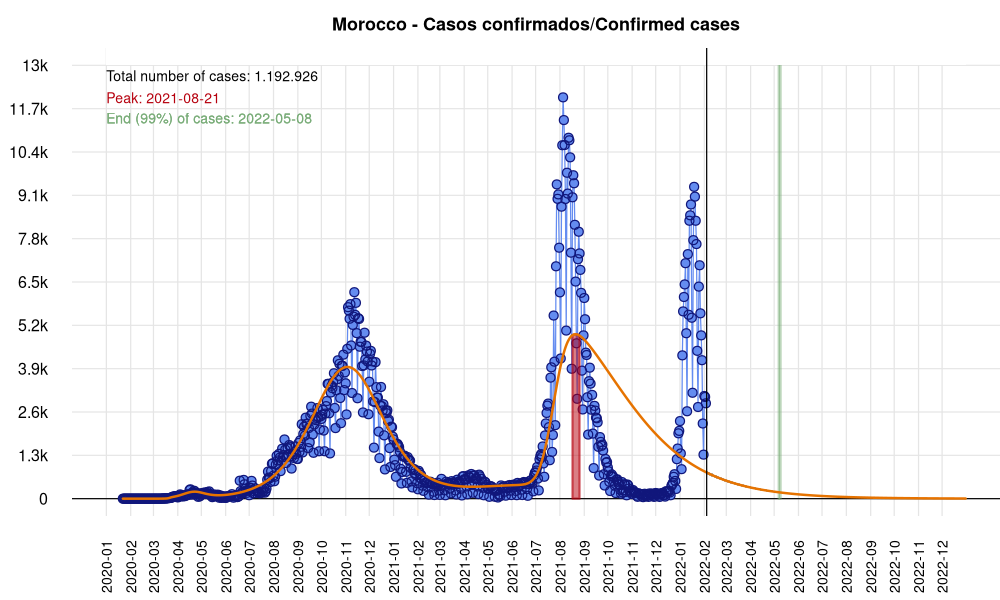 Morocco - Casos confirmados/Confirmed cases
Total number of cases: 1.192.926
Peak: 2021-08-21
End (99%) of cases: 2022-05-08
13k
11.7k
10.4k
9.1k
7.8k
6.5k
5.2k
3.9k
2.6k
1.3k
0
2020-01
2020-02
2020-03
2020-04
2020-05
2020-06
2020-07
2020-08
2020-09
2020-10
2020-11
2020-12
2021-01
2021-02
2021-03
2021-04
2021-05
2021-06
2021-07
2021-08
2021-09
2021-10
2021-11
2021-12
2022-01
2022-02
2022-03
2022-04
2022-05
2022-06
2022-07
2022-08
2022-09
2022-10
2022-11
2022-12